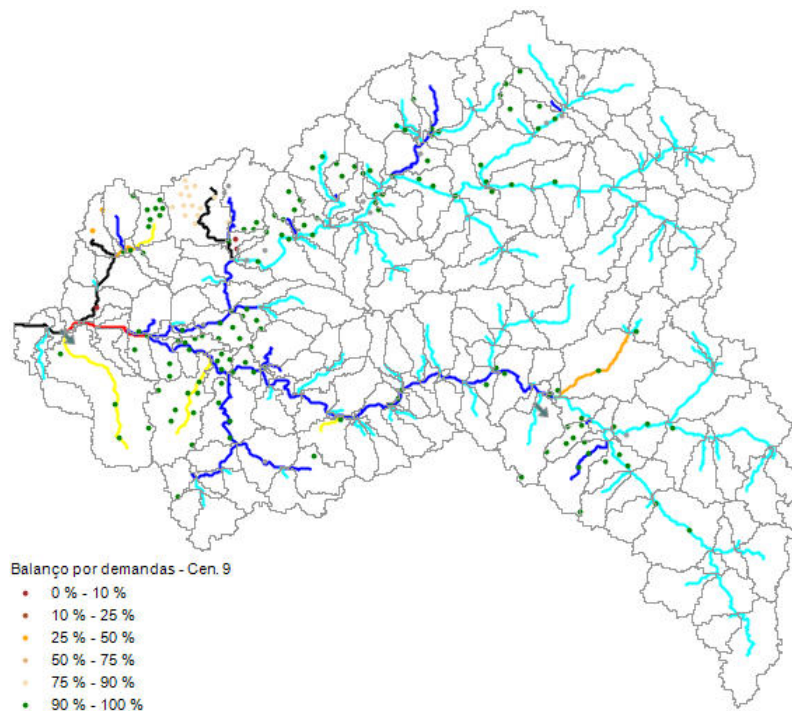 Balanço por demandas - Cen. 9
0 % - 10 %
10 % - 25 %
25 % - 50 %
50 % - 75 %
75 % - 90 %
90 % - 100 %